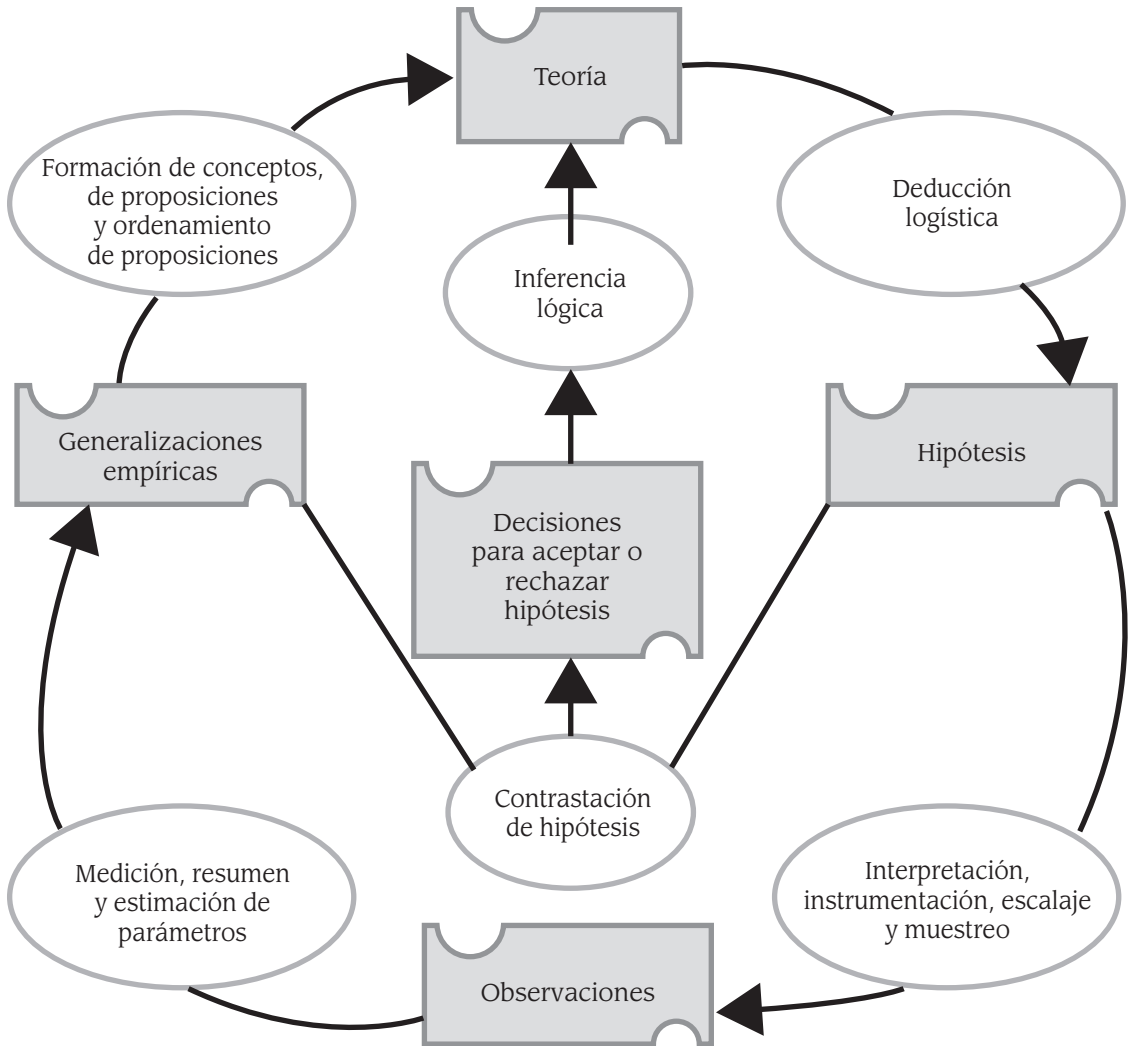 Teoría
Formación de conceptos,
de proposiciones
y ordenamiento
de proposiciones
Deducción
logística
Inferencia
lógica
Generalizaciones
empíricas
Hipótesis
Decisiones
para aceptar o
rechazar
hipótesis
Contrastación
de hipótesis
Medición, resumen
y estimación de
parámetros
Interpretación,
instrumentación, escalaje
y muestreo
Observaciones